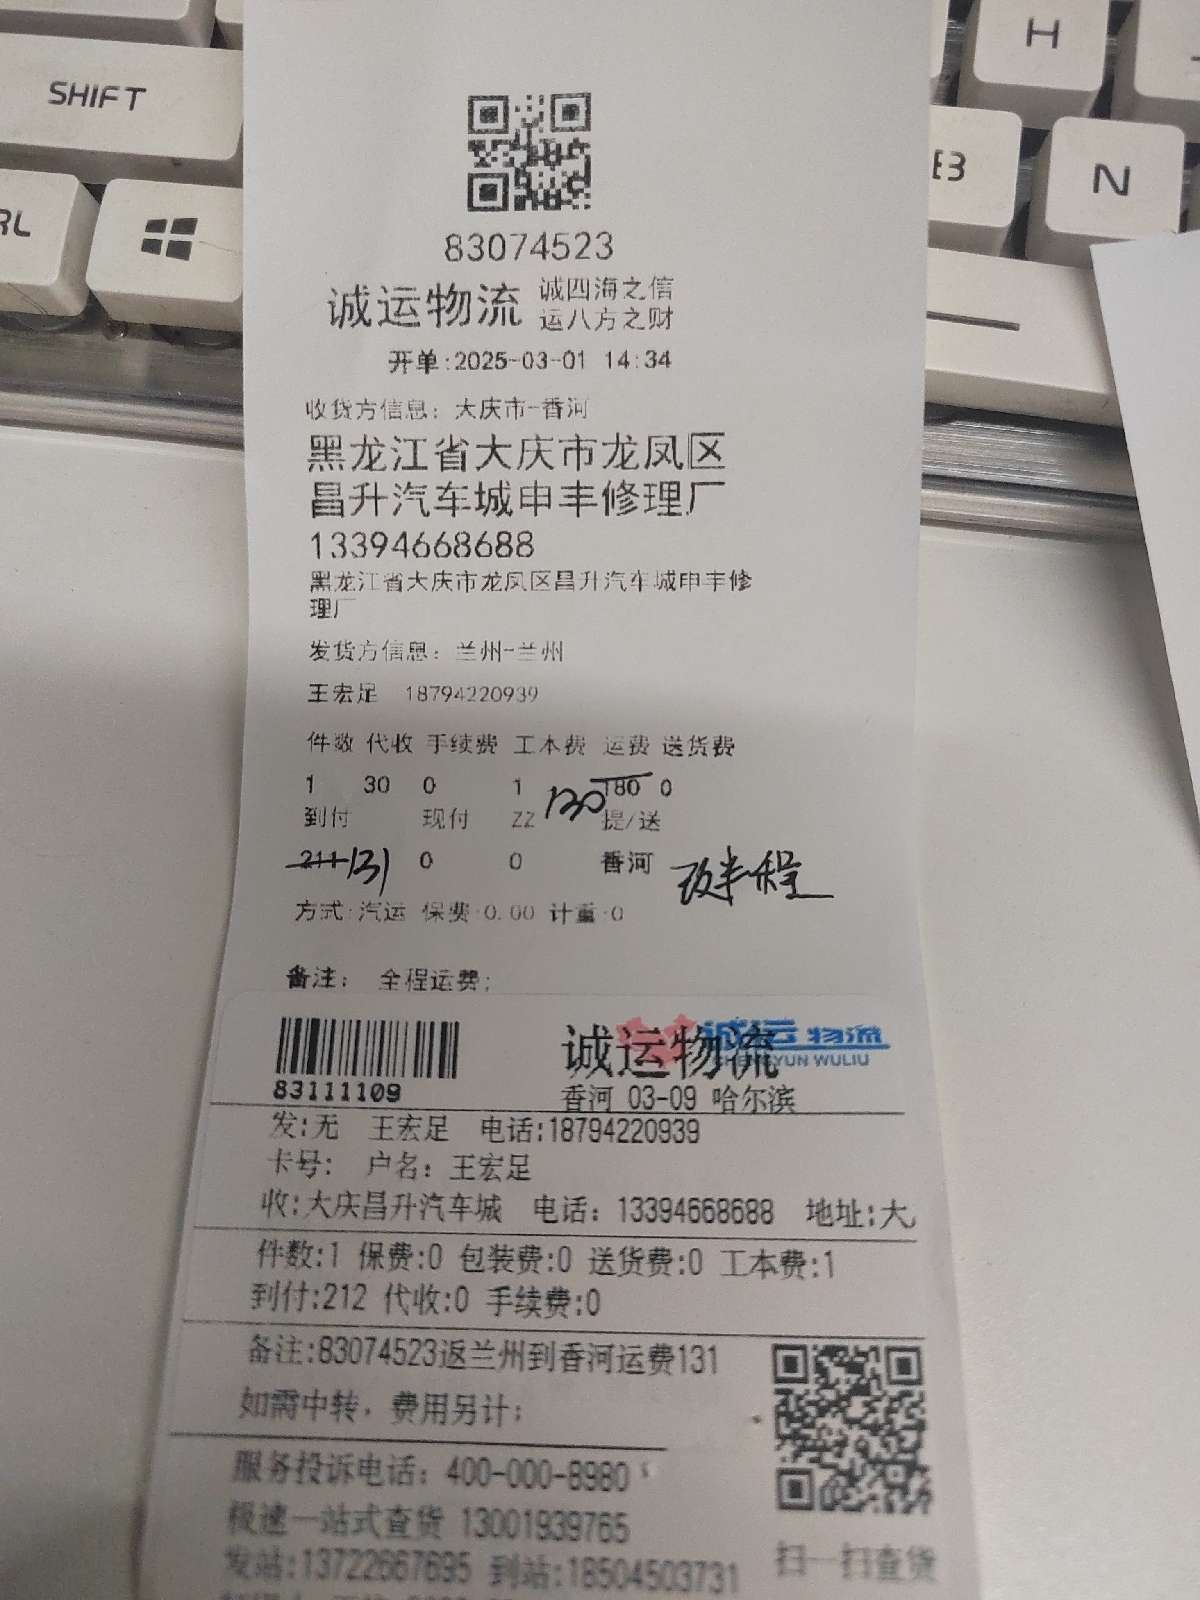 SHIFT
H
RL
B
N
83074523
诚运物流 诚四海之信
运八方之财
开单:2025-03-01 14:34
收货方信息: 大庆市-香河
黑龙江省大庆市龙凤区
昌升汽车城申丰修理厂
13394668688
黑龙江省大庆市龙凤区昌升汽车城申丰修
理厂
发货方信息: 兰州-兰州
王宏足 18794220939
件数 代收 手续费 工本费 运费 送货费
1 30 0 1 180 0
130
到付 现付 ZZ 提/送
211 131 0 0 香河 改半程
方式:汽运 保费:0.00 计重:0
备注: 全程运费;
诚运物流 诚运物流
CHENGYUN WULIU
83111109
香河 03-09 哈尔滨
发:无 王宏足 电话:18794220939
卡号: 户名: 王宏足
收:大庆昌升汽车城 电话: 13394668688 地址:大
件数:1 保费:0 包装费:0 送货费:0 工本费:1
到付:212 代收:0 手续费:0
备注:83074523返兰州到香河运费131
如需中转,费用另计;
服务投诉电话: 400-000-8980
极速一站式查货 13001939765
扫一扫查货
发站:13722667695 到站:18504503731